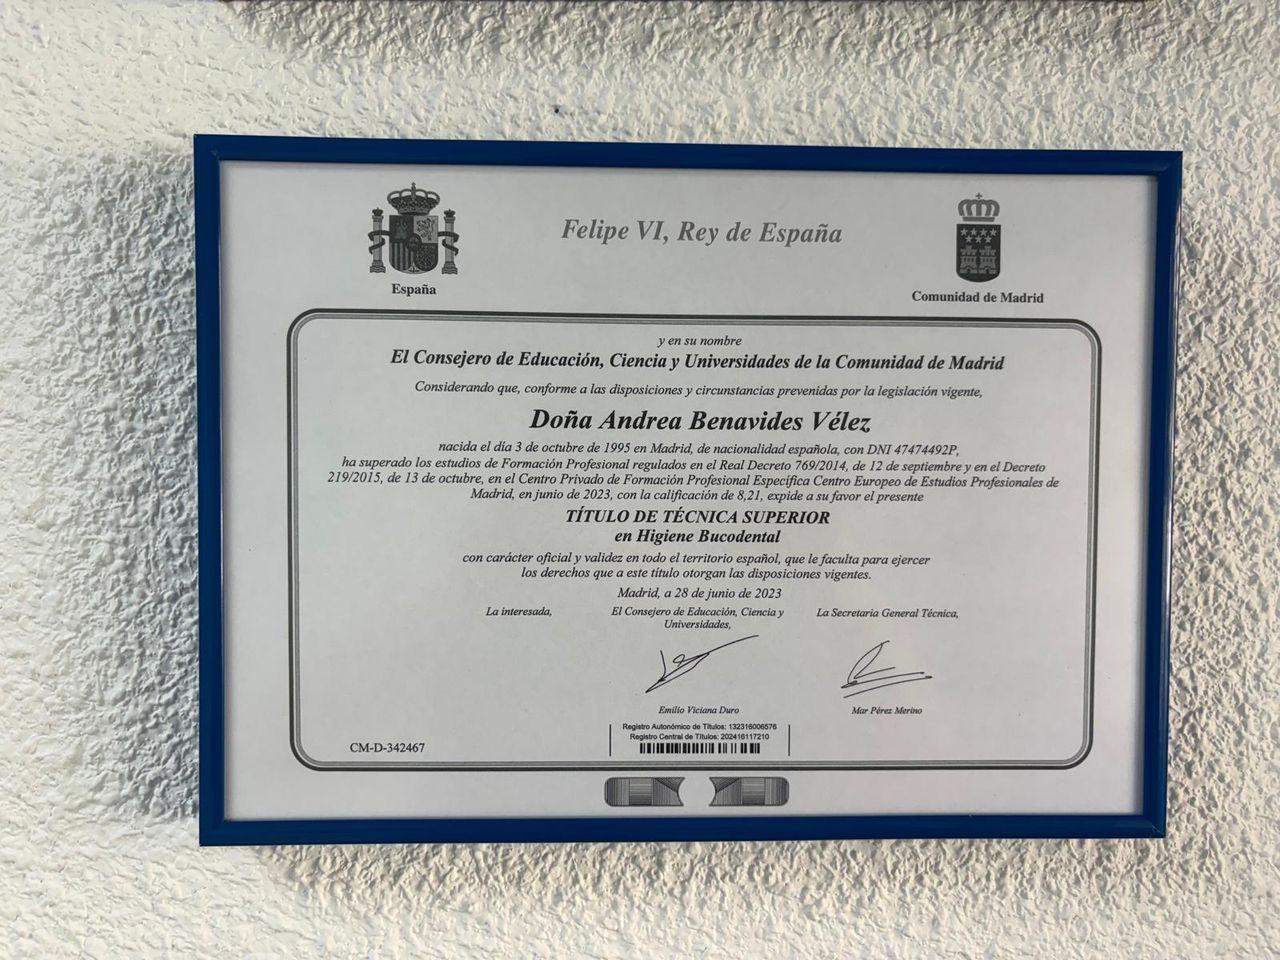 Felipe VI, Rey de España
España
Comunidad de Madrid
y en su nombre
El Consejero de Educación, Ciencia y Universidades de la Comunidad de Madrid
Considerando que, conforme a las disposiciones y circunstancias prevenidas por la legislación vigente,
Doña Andrea Benavides Vélez
nacida el día 3 de octubre de 1995 en Madrid, de nacionalidad española, con DNI 47474492P,
ha superado los estudios de Formación Profesional regulados en el Real Decreto 769/2014, de 12 de septiembre y en el Decreto
219/2015, de 13 de octubre, en el Centro Privado de Formación Profesional Específica Centro Europeo de Estudios Profesionales de
Madrid, en junio de 2023, con la calificación de 8,21, expide a su favor el presente
TÍTULO DE TÉCNICA SUPERIOR
en Higiene Bucodental
con carácter oficial y validez en todo el territorio español, que le faculta para ejercer
los derechos que a este título otorgan las disposiciones vigentes.
Madrid, a 28 de junio de 2023
La interesada,
El Consejero de Educación, Ciencia y
Universidades,
La Secretaria General Técnica,
Emilio Viciana Duro
Mar Pérez Merino
Registro Autonómico de Títulos: 132316006576
Registro Central de Títulos: 202416117210
CM-D-342467